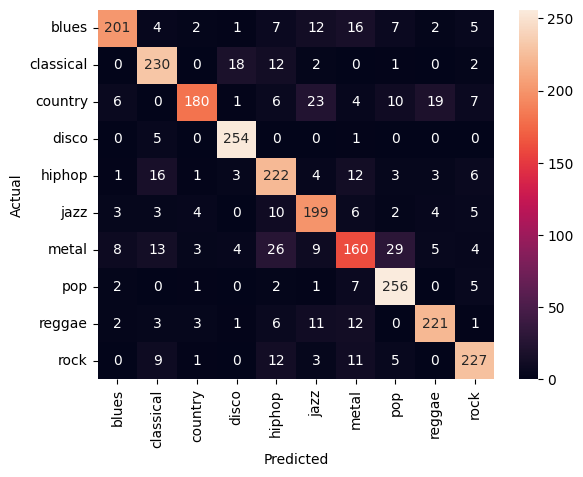 blues 201 4 2 1 7 12 16 7 2 5
classical 0 230 0 18 12 2 0 1 0 2
country 6 0 180 1 6 23 4 10 19 7
disco 0 5 0 254 0 0 1 0 0 0
hiphop 1 16 1 3 222 4 12 3 3 6
jazz 3 3 4 0 10 199 6 2 4 5
metal 8 13 3 4 26 9 160 29 5 4
pop 2 0 1 0 2 1 7 256 0 5
reggae 2 3 3 1 6 11 12 0 221 1
rock 0 9 1 0 12 3 11 5 0 227
blues classical country disco hiphop jazz metal pop reggae rock
Predicted
Actual
250
200
150
100
50
0